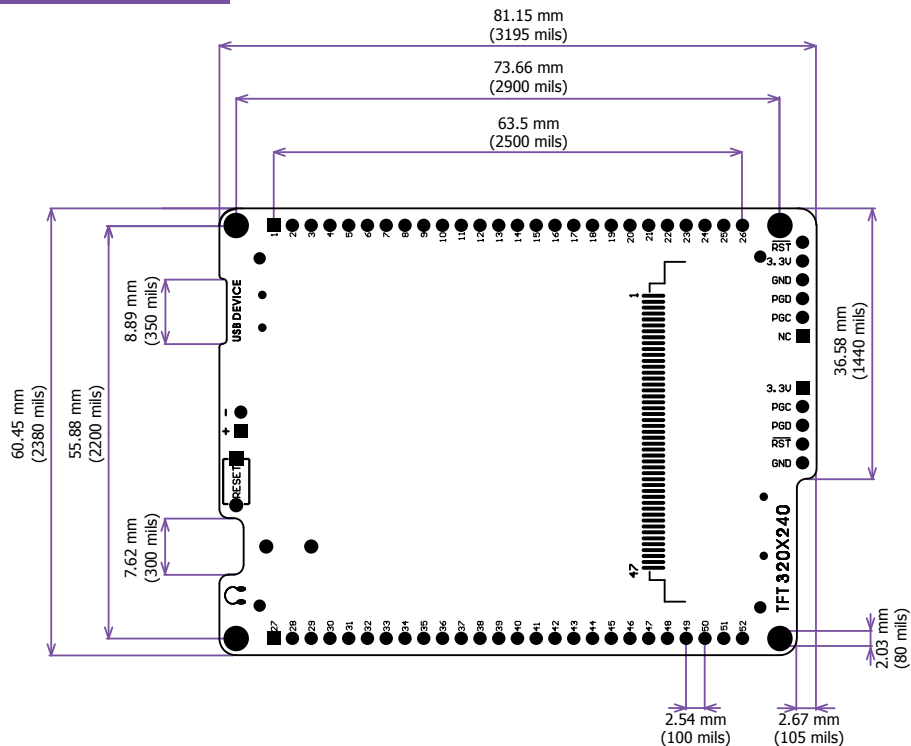 81.15 mm
(3195 mils)
73.66 mm
(2900 mils)
63.5 mm
(2500 mils)
1 2 3 4 5 6 7 8 9 10 11 12 13 14 15 16 17 18 19 20 21 22 23 24 25 26
RST
3.3V
GND
PGD
PGC
NC
3.3V
PGC
PGD
RST
GND
36.58 mm
(1440 mils)
8.89 mm
(350 mils)
USB DEVICE
1
60.45 mm
(2380 mils)
55.88 mm
(2200 mils)
-
+
RESET
7.62 mm
(300 mils)
47
TFT320X240
27 28 29 30 31 32 33 34 35 36 37 38 39 40 41 42 43 44 45 46 47 48 49 50 51 52
2.03 mm
(80 mils)
2.54 mm
(100 mils)
2.67 mm
(105 mils)